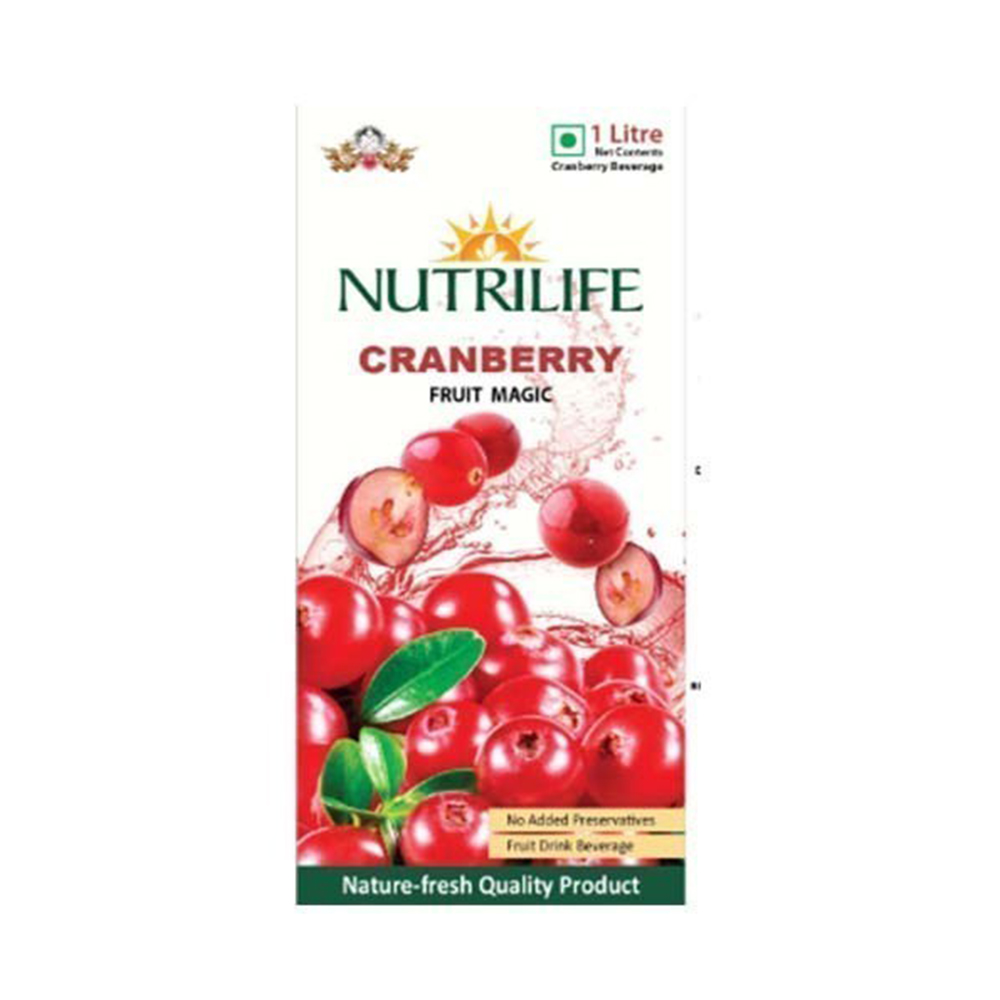 1 Litre
Net Contents
Cranberry Beverage
NUTRILIFE
CRANBERRY
FRUIT MAGIC
No Added Preservatives
Fruit Drink Beverage
Nature-fresh Quality Product